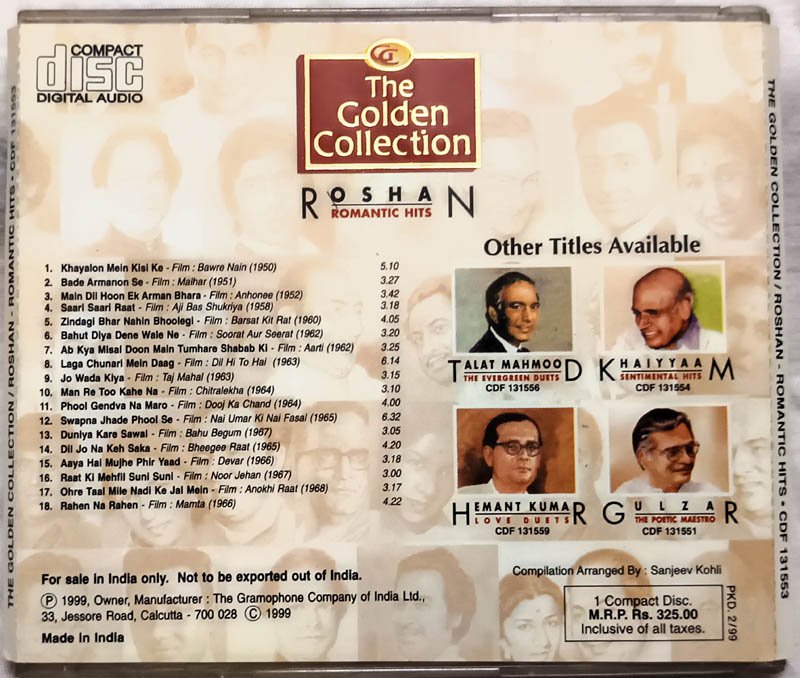 COMPACT
disc
DIGITAL AUDIO
GC
The
Golden
Collection
ROSHAN
ROMANTIC HITS
1. Khayalon Mein Kisi Ke - Film : Bawre Nain (1950) 5.10
2. Bade Armanon Se - Film : Malhar (1951) 3.27
3. Main Dil Hoon Ek Arman Bhara - Film : Anhonee (1952) 3.42
4. Saari Saari Raat - Film : Aji Bas Shukriya (1958) 3.18
5. Zindagi Bhar Nahin Bhoolegi - Film : Barsat Kit Rat (1960) 4.05
6. Bahut Diya Dene Wale Ne - Film : Soorat Aur Seerat (1962) 3.20
7. Ab Kya Misal Doon Main Tumhare Shabab Ki - Film : Aarti (1962) 3.25
8. Laga Chunari Mein Daag - Film : Dil Hi To Hai (1963) 6.14
9. Jo Wada Kiya - Film : Taj Mahal (1963) 3.15
10. Man Re Too Kahe Na - Film : Chitralekha (1964) 3.10
11. Phool Gendva Na Maro - Film : Dooj Ka Chand (1964) 4.00
12. Swapna Jhade Phool Se - Film : Nai Umar Ki Nai Fasal (1965) 6.32
13. Duniya Kare Sawal - Film : Bahu Begum (1967) 3.05
14. Dil Jo Na Keh Saka - Film : Bheegee Raat (1965) 4.20
15. Aaya Hai Mujhe Phir Yaad - Film : Devar (1966) 3.18
16. Raat Ki Mehfil Suni Suni - Film : Noor Jehan (1967) 3.00
17. Ohre Taal Mile Nadi Ke Jal Mein - Film : Anokhi Raat (1968) 3.17
18. Rahen Na Rahen - Film : Mamta (1966) 4.22
Other Titles Available
TALAT MAHMOOD
THE EVERGREEN DUETS
CDF 131556
KHAIYYAAM
SENTIMENTAL HITS
CDF 131554
HEMANT KUMAR
LOVE DUETS
CDF 131559
GULZAR
THE POETIC MAESTRO
CDF 131551
Compilation Arranged By : Sanjeev Kohli
For sale in India only. Not to be exported out of India.
Ⓟ 1999, Owner, Manufacturer : The Gramophone Company of India Ltd.,
33, Jessore Road, Calcutta - 700 028 © 1999
Made in India
1 Compact Disc.
M.R.P. Rs. 325.00
Inclusive of all taxes.
PKD. 2/99
THE GOLDEN COLLECTION / ROSHAN - ROMANTIC HITS • CDF 131553
THE GOLDEN COLLECTION / ROSHAN - ROMANTIC HITS • CDF 131553